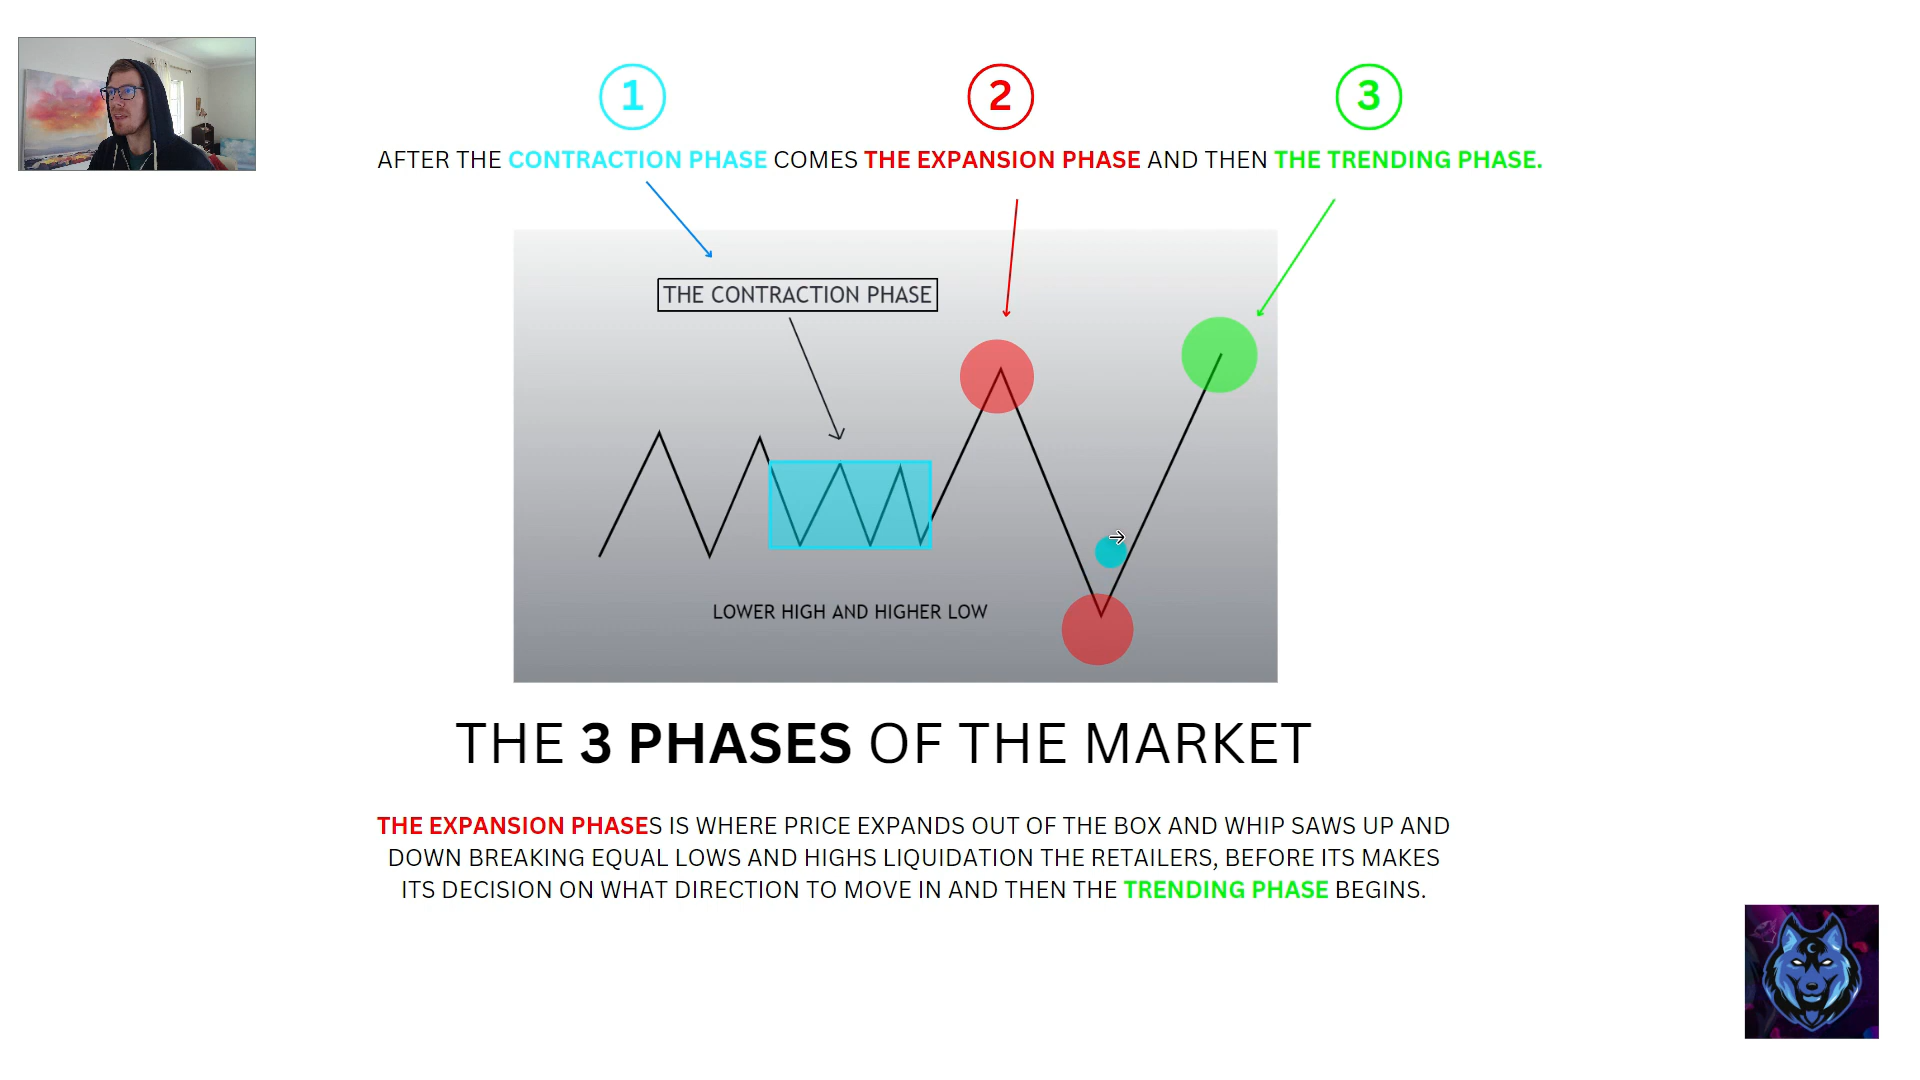 1
2
3
AFTER THE CONTRACTION PHASE COMES THE EXPANSION PHASE AND THEN THE TRENDING PHASE.
THE CONTRACTION PHASE
LOWER HIGH AND HIGHER LOW
THE 3 PHASES OF THE MARKET
THE EXPANSION PHASES IS WHERE PRICE EXPANDS OUT OF THE BOX AND WHIP SAWS UP AND
DOWN BREAKING EQUAL LOWS AND HIGHS LIQUIDATION THE RETAILERS, BEFORE ITS MAKES
ITS DECISION ON WHAT DIRECTION TO MOVE IN AND THEN THE TRENDING PHASE BEGINS.